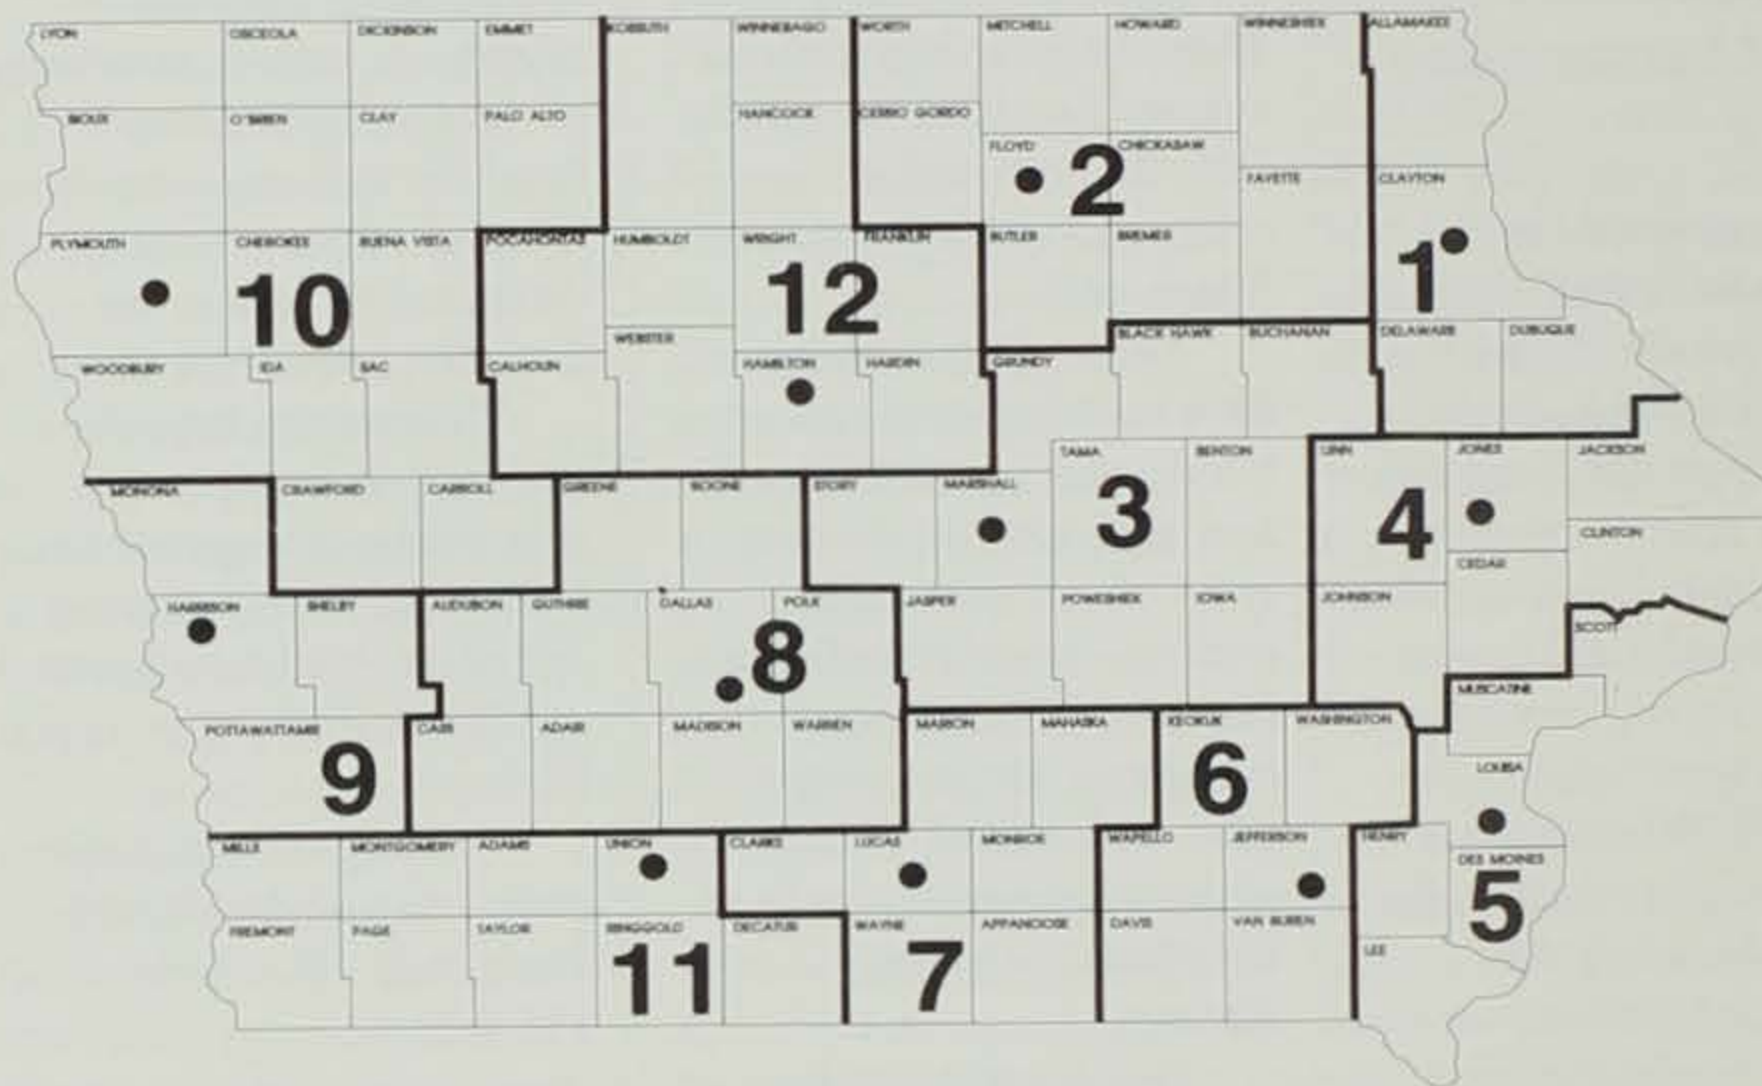 LYON OSCEOLA DICKINSON EMMET KOSSUTH WINNEBAGO WORTH MITCHELL HOWARD WINNESHIEK ALLAMAKEE
SIOUX O'BRIEN CLAY PALO ALTO HANCOCK CERRO GORDO
FLOYD CHICKASAW
2
FAYETTE CLAYTON
PLYMOUTH CHEROKEE BUENA VISTA POCAHONTAS HUMBOLDT WRIGHT FRANKLIN BUTLER BREMER
10 12 1
WEBSTER BLACK HAWK BUCHANAN DELAWARE DUBUQUE
WOODBURY IDA SAC CALHOUN HAMILTON HARDIN GRUNDY
TAMA BENTON LINN JONES JACKSON
MONONA CRAWFORD CARROLL GREENE BOONE STORY MARSHALL
3 4
CLINTON
CEDAR
HARRISON SHELBY AUDUBON GUTHRIE DALLAS POLK JASPER POWESHIEK IOWA JOHNSON
SCOTT
8
MUSCATINE
POTTAWATTAMIE CASS ADAIR MADISON WARREN MARION MAHASKA KEOKUK WASHINGTON
9 6
LOUISA
MILLS MONTGOMERY ADAMS UNION CLARKE LUCAS MONROE WAPELLO JEFFERSON HENRY
DES MOINES
5
FREMONT PAGE TAYLOR RINGGOLD DECATUR WAYNE APPANOOSE DAVIS VAN BUREN
LEE
11 7